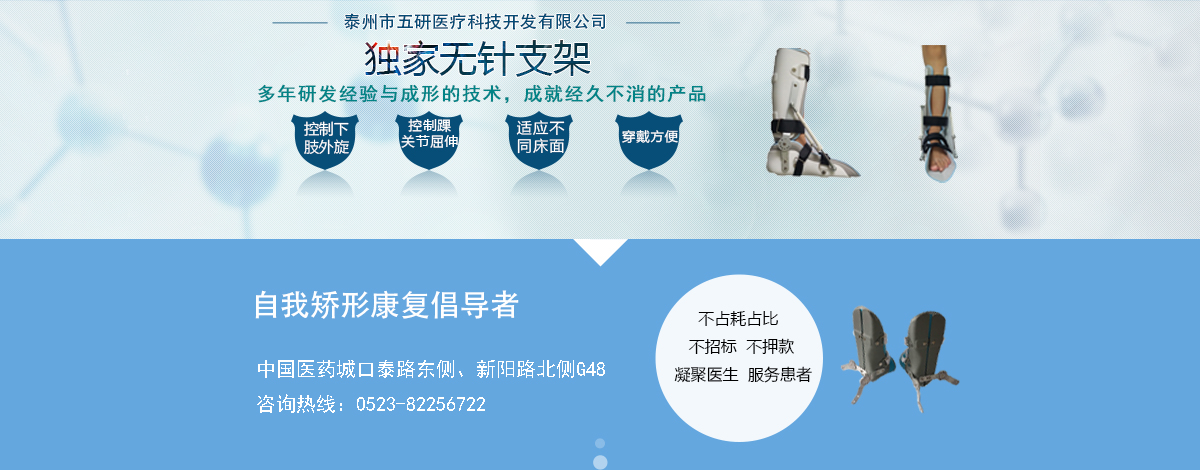 泰州市五研医疗科技开发有限公司
独家无针支架
多年研发经验与成形的技术，成就经久不消的产品
控制下
肢外旋
控制踝
关节屈伸
适应不
同床面
穿戴方便
自我矫形康复倡导者
中国医药城口泰路东侧、新阳路北侧G48
咨询热线：0523-82256722
不占耗占比
不招标 不押款
凝聚医生 服务患者